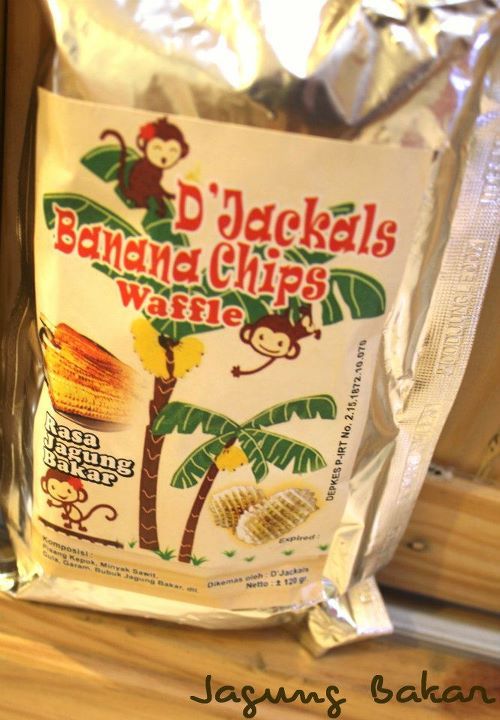 D'Jackals
Banana Chips
Waffle
Rasa
Jagung
Bakar
DEPKES P-IRT No. 2.15.1872.10.076
Expired :
Komposisi :
Pisang Kepok, Minyak Sawit,
Gula, Garam, Bubuk Jagung Bakar, dll.
Dikemas oleh : D'Jackals
Netto : ± 120 gr
Jagung Bakar